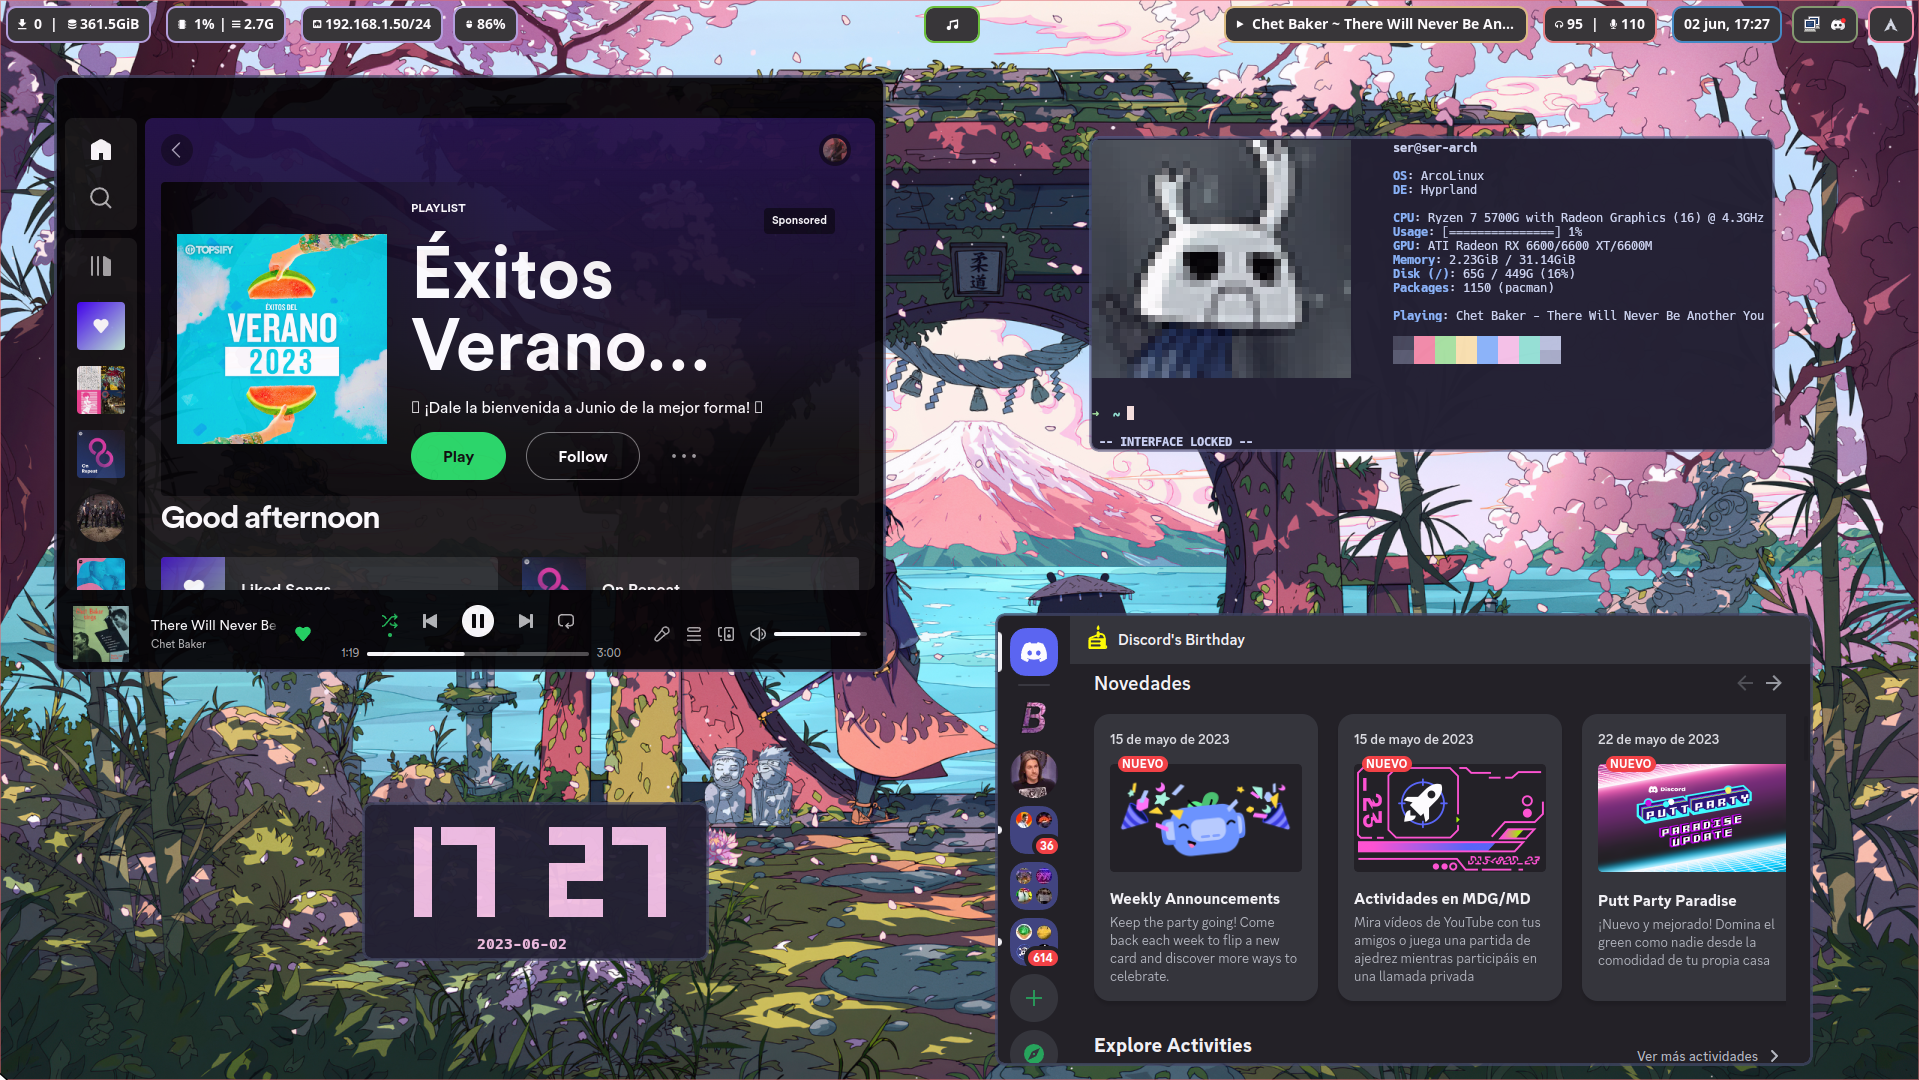 0 | 361.5GiB
1% | 2.7G
192.168.1.50/24
86%
Chet Baker ~ There Will Never Be An...
95 | 110
02 jun, 17:27
PLAYLIST
Sponsored
TOPSIFY
ÉXITOS DEL
VERANO
2023
Éxitos
Verano...
¡Dale la bienvenida a Junio de la mejor forma!
Play
Follow
On
Repeat
Good afternoon
Liked Songs
On Repeat
There Will Never Be
Chet Baker
1:19
3:00
柔道
ser@ser-arch
OS: ArcoLinux
DE: Hyprland
CPU: Ryzen 7 5700G with Radeon Graphics (16) @ 4.3GHz
Usage: [===============] 1%
GPU: ATI Radeon RX 6600/6600 XT/6600M
Memory: 2.23GiB / 31.14GiB
Disk (/): 65G / 449G (16%)
Packages: 1150 (pacman)
Playing: Chet Baker - There Will Never Be Another You
→ ~
-- INTERFACE LOCKED --
17 27
2023-06-02
B
36
614
Discord's Birthday
Novedades
15 de mayo de 2023
NUEVO
Weekly Announcements
Keep the party going! Come
back each week to flip a new
card and discover more ways to
celebrate.
15 de mayo de 2023
NUEVO
_23
Actividades en MDG/MD
Mira vídeos de YouTube con tus
amigos o juega una partida de
ajedrez mientras participáis en
una llamada privada
22 de mayo de 2023
NUEVO
Discord
PUTT PARTY
PARADISE
UPDATE
Putt Party Paradise
¡Nuevo y mejorado! Domina el
green como nadie desde la
comodidad de tu propia casa
Explore Activities
Ver más actividades